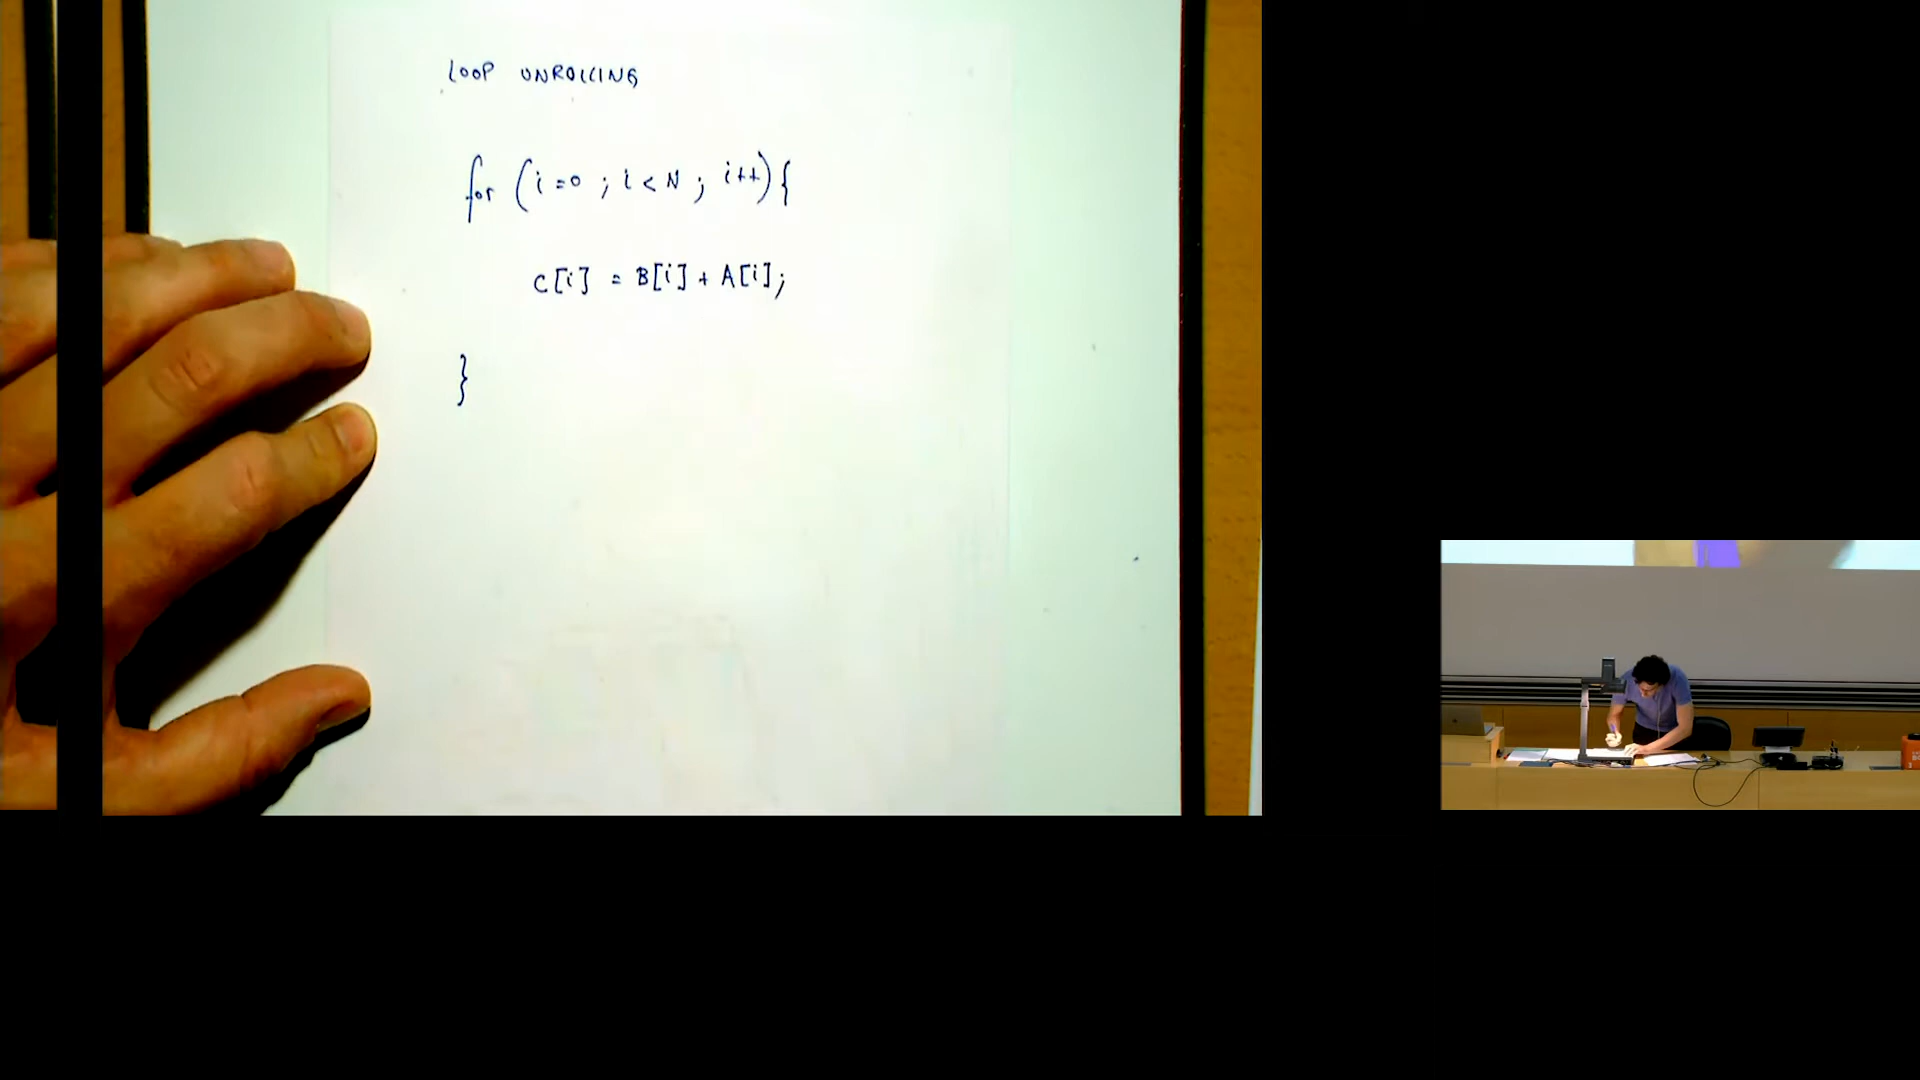 LOOP UNROLLING
for (i=0 ; i < N ; i++){
C[i] = B[i] + A[i];
}